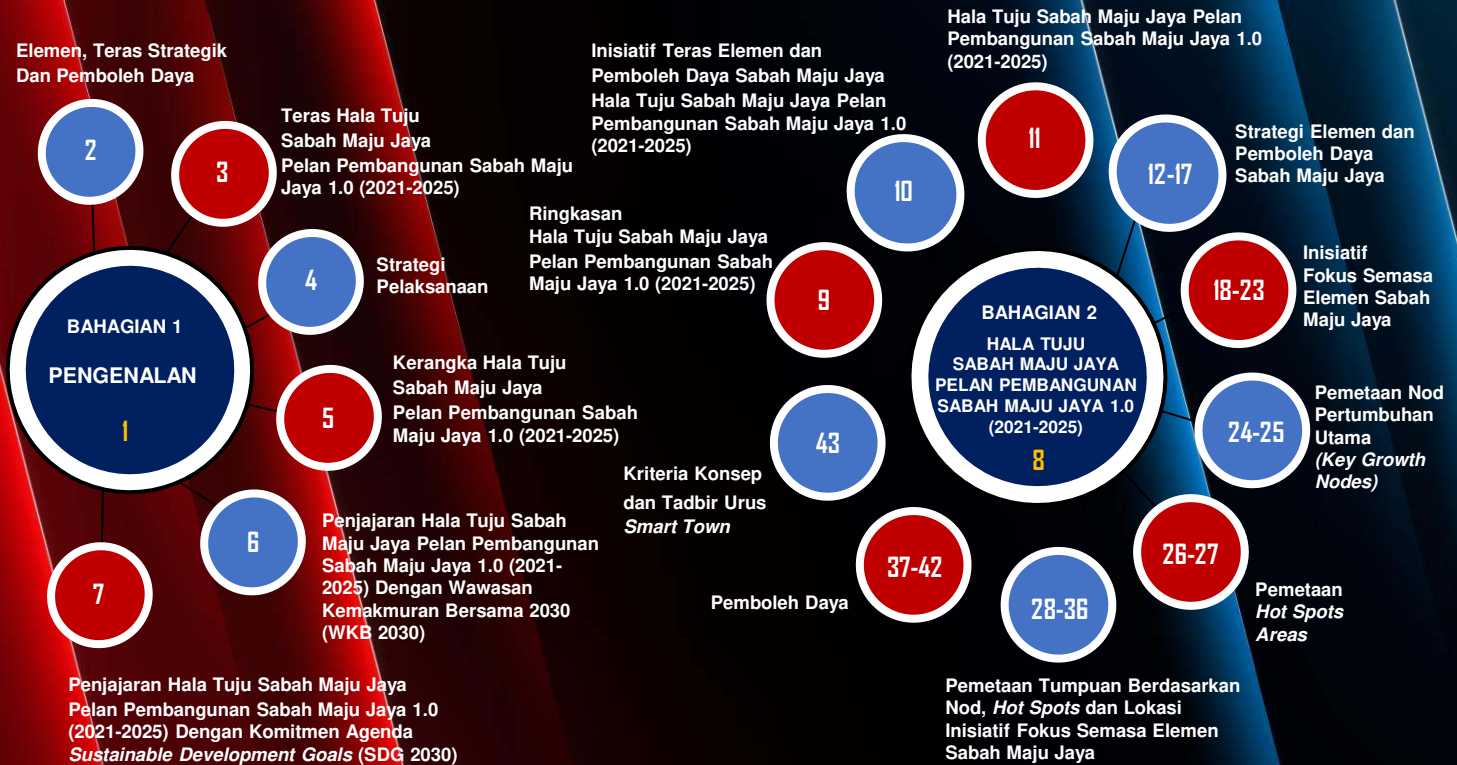 Elemen, Teras Strategik
Dan Pemboleh Daya
2
3
Teras Hala Tuju
Sabah Maju Jaya
Pelan Pembangunan Sabah Maju
Jaya 1.0 (2021-2025)
4
Strategi
Pelaksanaan
BAHAGIAN 1
PENGENALAN
1
5
Kerangka Hala Tuju
Sabah Maju Jaya
Pelan Pembangunan Sabah
Maju Jaya 1.0 (2021-2025)
6
Penjajaran Hala Tuju Sabah
Maju Jaya Pelan Pembangunan
Sabah Maju Jaya 1.0 (2021-
2025) Dengan Wawasan
Kemakmuran Bersama 2030
(WKB 2030)
7
Penjajaran Hala Tuju Sabah Maju Jaya
Pelan Pembangunan Sabah Maju Jaya 1.0
(2021-2025) Dengan Komitmen Agenda
Sustainable Development Goals (SDG 2030)
BAHAGIAN 2
HALA TUJU
SABAH MAJU JAYA
PELAN PEMBANGUNAN
SABAH MAJU JAYA 1.0
(2021-2025)
8
Ringkasan
Hala Tuju Sabah Maju Jaya
Pelan Pembangunan Sabah
Maju Jaya 1.0 (2021-2025)
9
Inisiatif Teras Elemen dan
Pemboleh Daya Sabah Maju Jaya
Hala Tuju Sabah Maju Jaya Pelan
Pembangunan Sabah Maju Jaya 1.0
(2021-2025)
10
Hala Tuju Sabah Maju Jaya Pelan
Pembangunan Sabah Maju Jaya 1.0
(2021-2025)
11
12-17
Strategi Elemen dan
Pemboleh Daya
Sabah Maju Jaya
18-23
Inisiatif
Fokus Semasa
Elemen Sabah
Maju Jaya
24-25
Pemetaan Nod
Pertumbuhan
Utama
(Key Growth
Nodes)
26-27
Pemetaan
Hot Spots
Areas
28-36
Pemetaan Tumpuan Berdasarkan
Nod, Hot Spots dan Lokasi
Inisiatif Fokus Semasa Elemen
Sabah Maju Jaya
37-42
Pemboleh Daya
43
Kriteria Konsep
dan Tadbir Urus
Smart Town